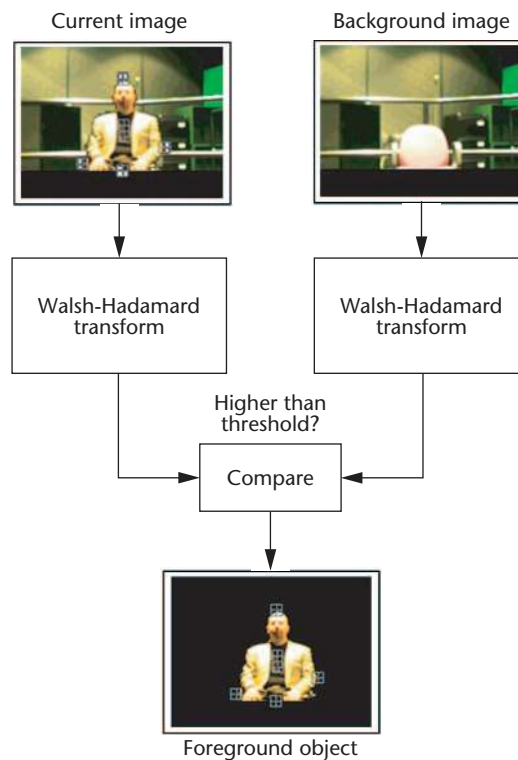 Current image
Background image
Walsh-Hadamard
transform
Walsh-Hadamard
transform
Higher than
threshold?
Compare
Foreground object